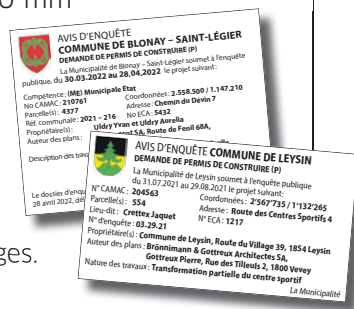 0 mm
AVIS D'ENQUÊTE
COMMUNE DE BLONAY – SAINT-LÉGIER
DEMANDE DE PERMIS DE CONSTRUIRE (P)
La Municipalité de Blonay – Saint-Légier soumet à l'enquête
publique, du 30.03.2022 au 28.04.2022 le projet suivant:
Compétence: (ME) Municipale Etat
No CAMAC: 210761 Coordonnées: 2.558.500 / 1.147.210
Parcelle(s): 4377 Adresse: Chemin du Dévin 7
Réf. communale: 2021 – 216 No ECA: 5432
Propriétaire(s): Uldry Yvan et Uldry Aurelia
Auteur des plans: SA, Route de Fenil 68A,
Description des trav
Le dossier d'enq
28 avril 2022, dé
AVIS D'ENQUÊTE COMMUNE DE LEYSIN
DEMANDE DE PERMIS DE CONSTRUIRE (P)
La Municipalité de Leysin soumet à l'enquête publique
du 31.07.2021 au 29.08.2021 le projet suivant:
N° CAMAC: 204563 Coordonnées: 2'567'735 / 1'132'265
Parcelle(s): 554 Adresse: Route des Centres Sportifs 4
Lieu-dit: Crettex Jaquet N° ECA: 1217
N° d'enquête: 03-29-21
Propriétaire(s): Commune de Leysin, Route du Village 39, 1854 Leysin
Auteur des plans: Brönnimann & Gottreux Architectes SA,
Gottreux Pierre, Rue des Tilleuls 2, 1800 Vevey
Nature des travaux: Transformation partielle du centre sportif
La Municipalité
ges.